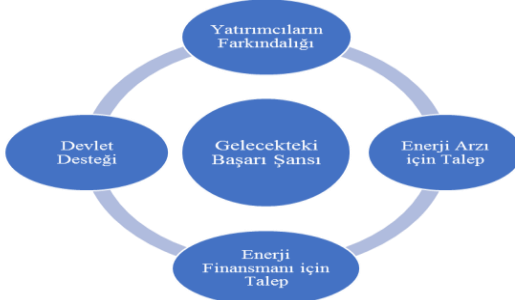 Yatırımcıların
Farkındalığı
Devlet
Desteği
Gelecekteki
Başarı Şansı
Enerji Arzı
için Talep
Enerji
Finansmanı için
Talep